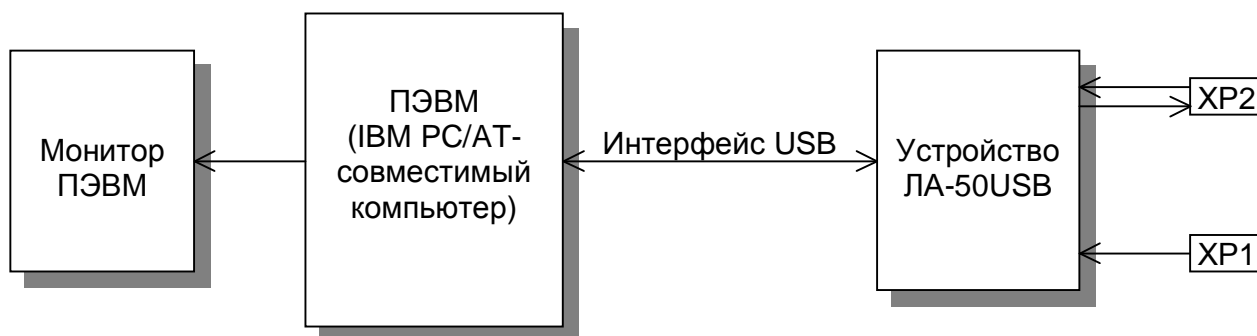 Монитор
ПЭВМ
ПЭВМ
(IBM PC/AT-
совместимый
компьютер)
Интерфейс USB
Устройство
ЛА-50USB
XP2
XP1